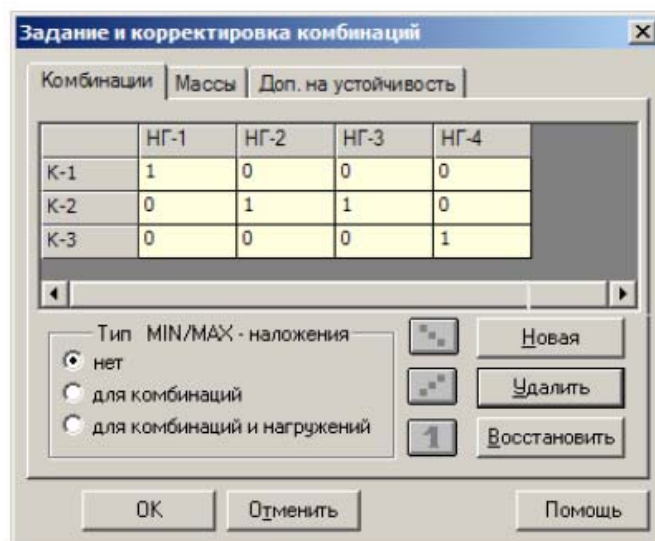 Задание и корректировка комбинаций
Комбинации Массы Доп. на устойчивость
НГ-1 НГ-2 НГ-3 НГ-4
К-1 1 0 0 0
К-2 0 1 1 0
К-3 0 0 0 1
Тип MIN/MAX - наложения
нет
для комбинаций
для комбинаций и нагружений
1
Новая
Удалить
Восстановить
OK Отменить Помощь